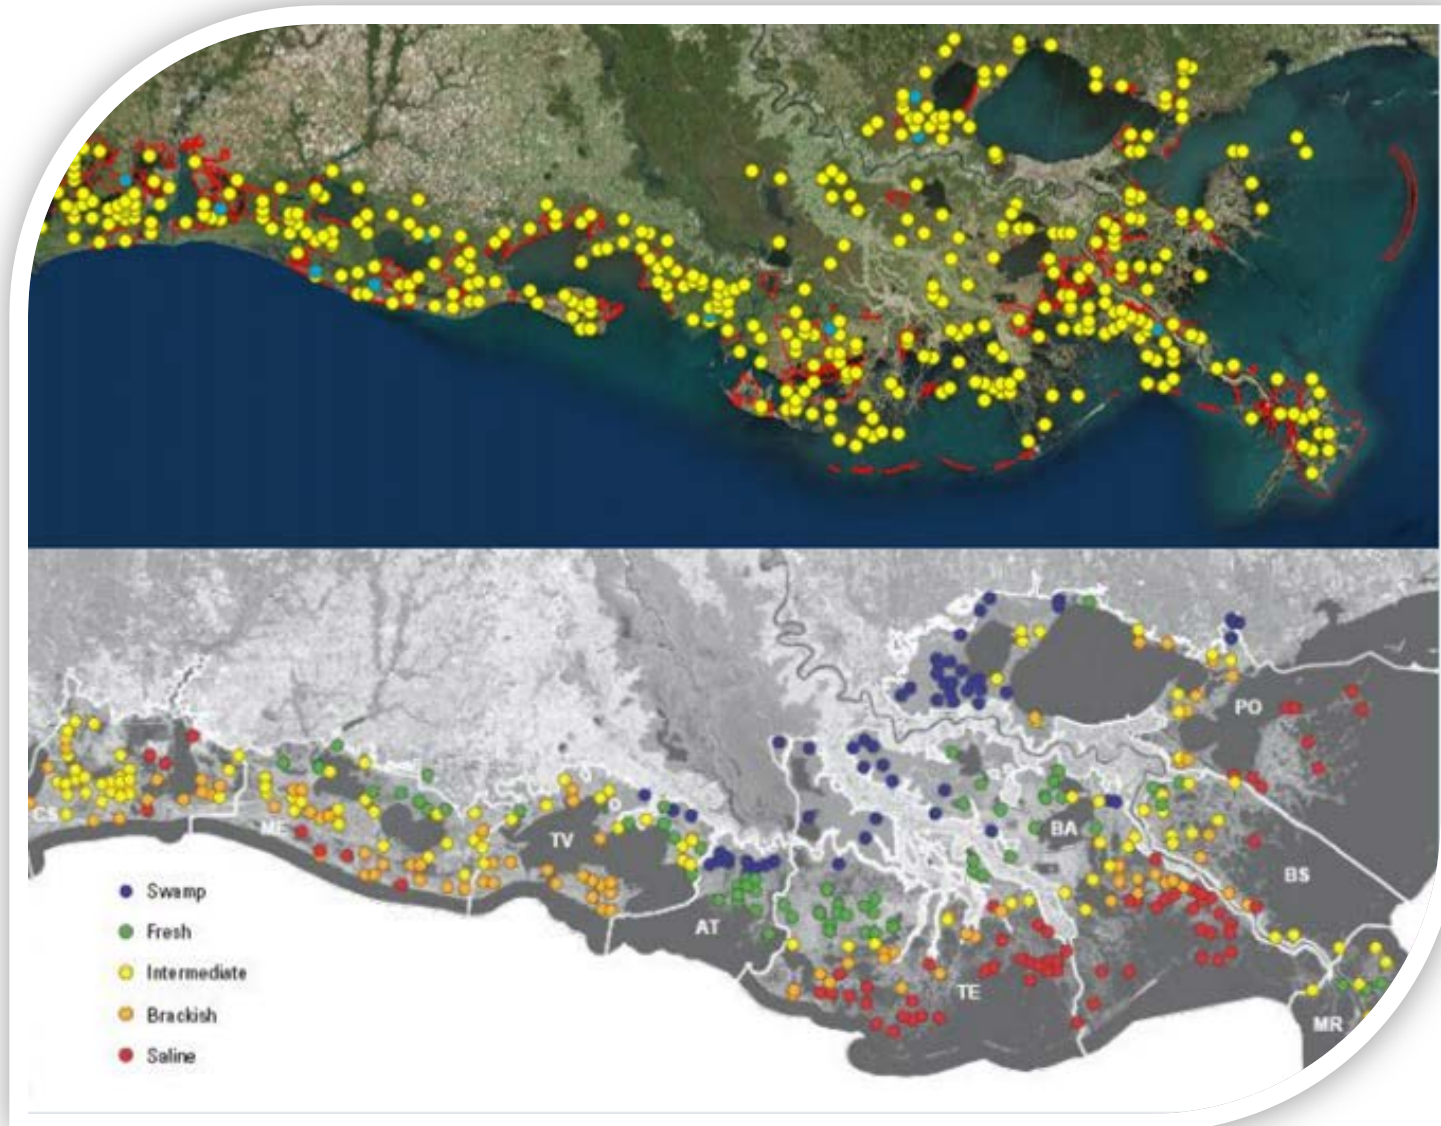 PO
CS
ME
TV
BA
BS
Swamp
Fresh
AT
Intermediate
TE
Brackish
MR
Saline